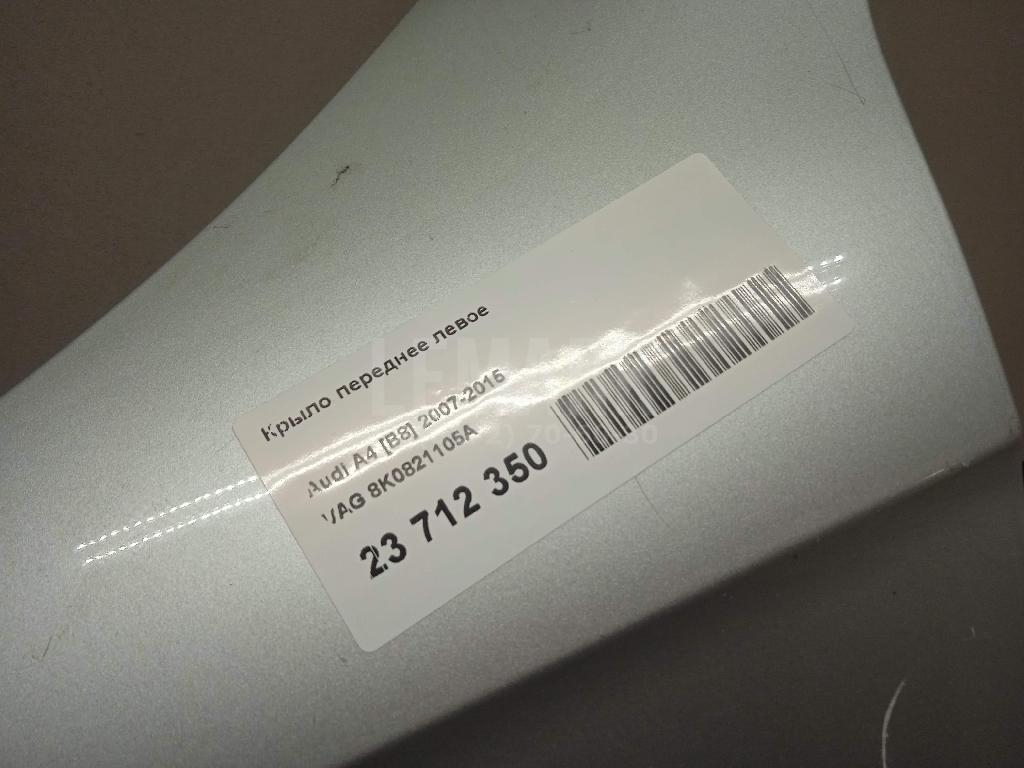 Крыло переднее левое
Audi A4 [B8] 2007-2015
VAG 8K0821105A
23 712 350